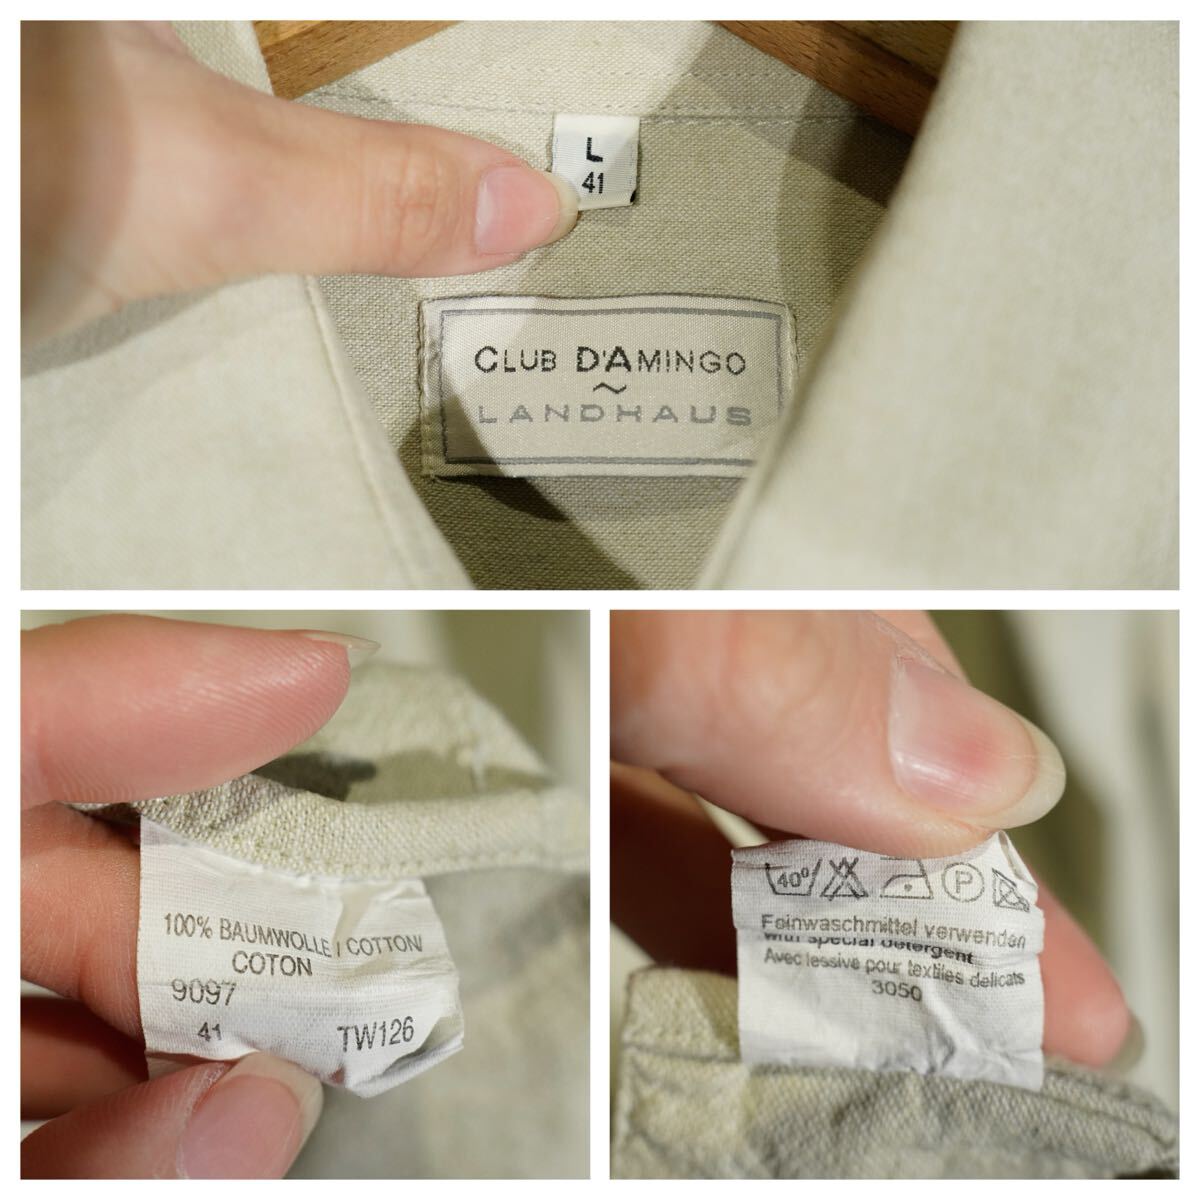 L
41
CLUB D'AMINGO
~
LANDHAUS
100% BAUMWOLLE / COTTON/
COTON
9097
41 TW126
40°
P
Feinwaschmittel verwenden
with special detergent
Avec lessive pour textiles delicats
3050